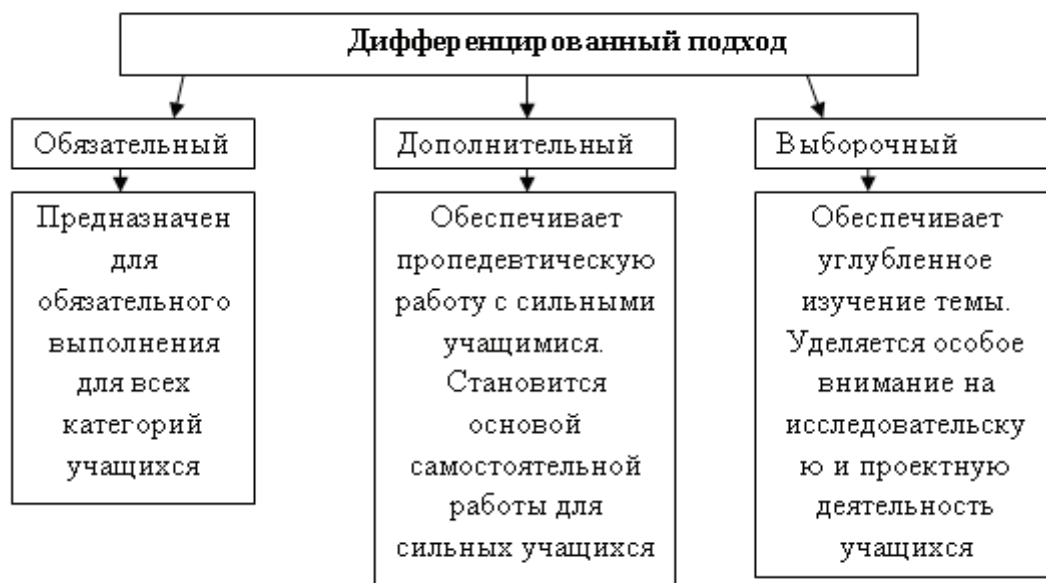 Дифференцированный подход
Обязательный
Дополнительный
Выборочный
Предназначен
для
обязательного
выполнения
для всех
категорий
учащихся
Обеспечивает
пропедевтическую
работу с сильными
учащимися.
Становится
основой
самостоятельной
работы для
сильных учащихся
Обеспечивает
углубленное
изучение темы.
Уделяется особое
внимание на
исследовательску
ю и проектную
деятельность
учащихся